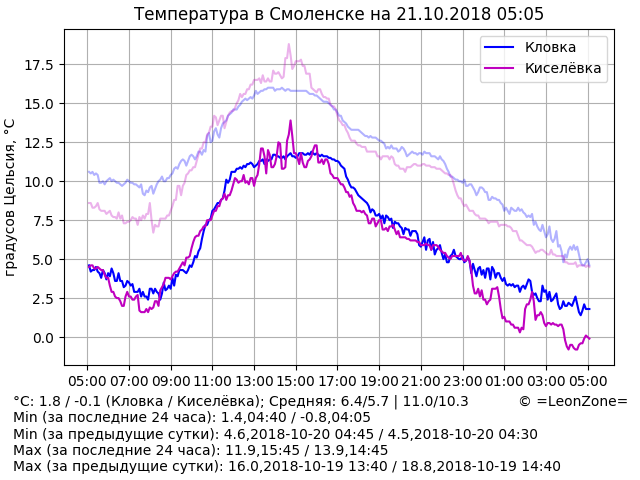 Температура в Смоленске на 21.10.2018 05:05
градусов Цельсия, °C
17.5
15.0
12.5
10.0
7.5
5.0
2.5
0.0
Кловка
Киселёвка
05:00 07:00 09:00 11:00 13:00 15:00 17:00 19:00 21:00 23:00 01:00 03:00 05:00
°C: 1.8 / -0.1 (Кловка / Киселёвка); Средняя: 6.4/5.7 | 11.0/10.3 © =LeonZone=
Min (за последние 24 часа): 1.4,04:40 / -0.8,04:05
Min (за предыдущие сутки): 4.6,2018-10-20 04:45 / 4.5,2018-10-20 04:30
Max (за последние 24 часа): 11.9,15:45 / 13.9,14:45
Max (за предыдущие сутки): 16.0,2018-10-19 13:40 / 18.8,2018-10-19 14:40